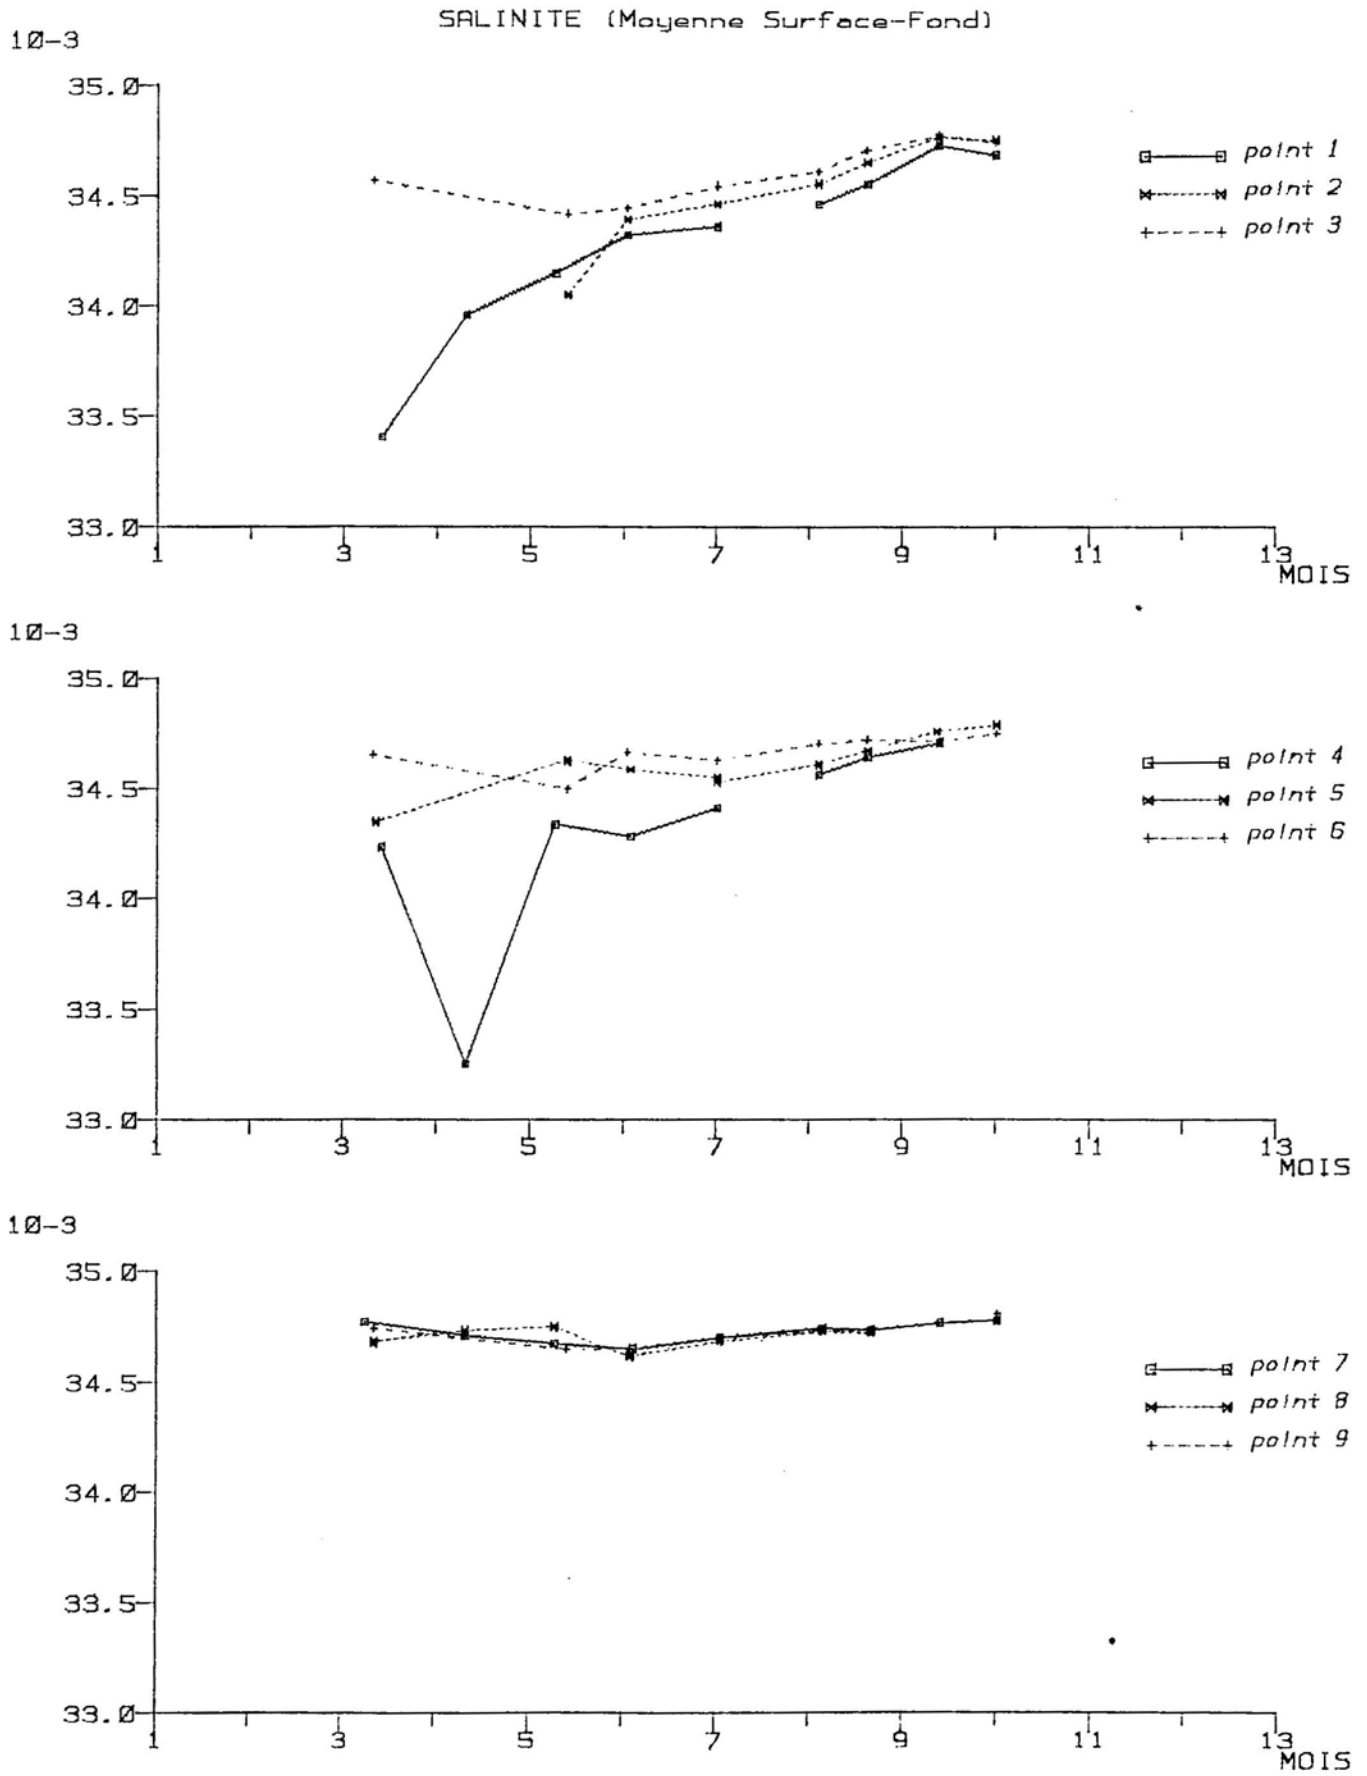 SALINITE (Moyenne Surface-Fond)
10-3
35.0
34.5
34.0
33.5
33.0
1 3 5 7 9 11 13
MOIS
point 1
point 2
point 3
10-3
35.0
34.5
34.0
33.5
33.0
1 3 5 7 9 11 13
MOIS
point 4
point 5
point 6
10-3
35.0
34.5
34.0
33.5
33.0
1 3 5 7 9 11 13
MOIS
point 7
point 8
point 9